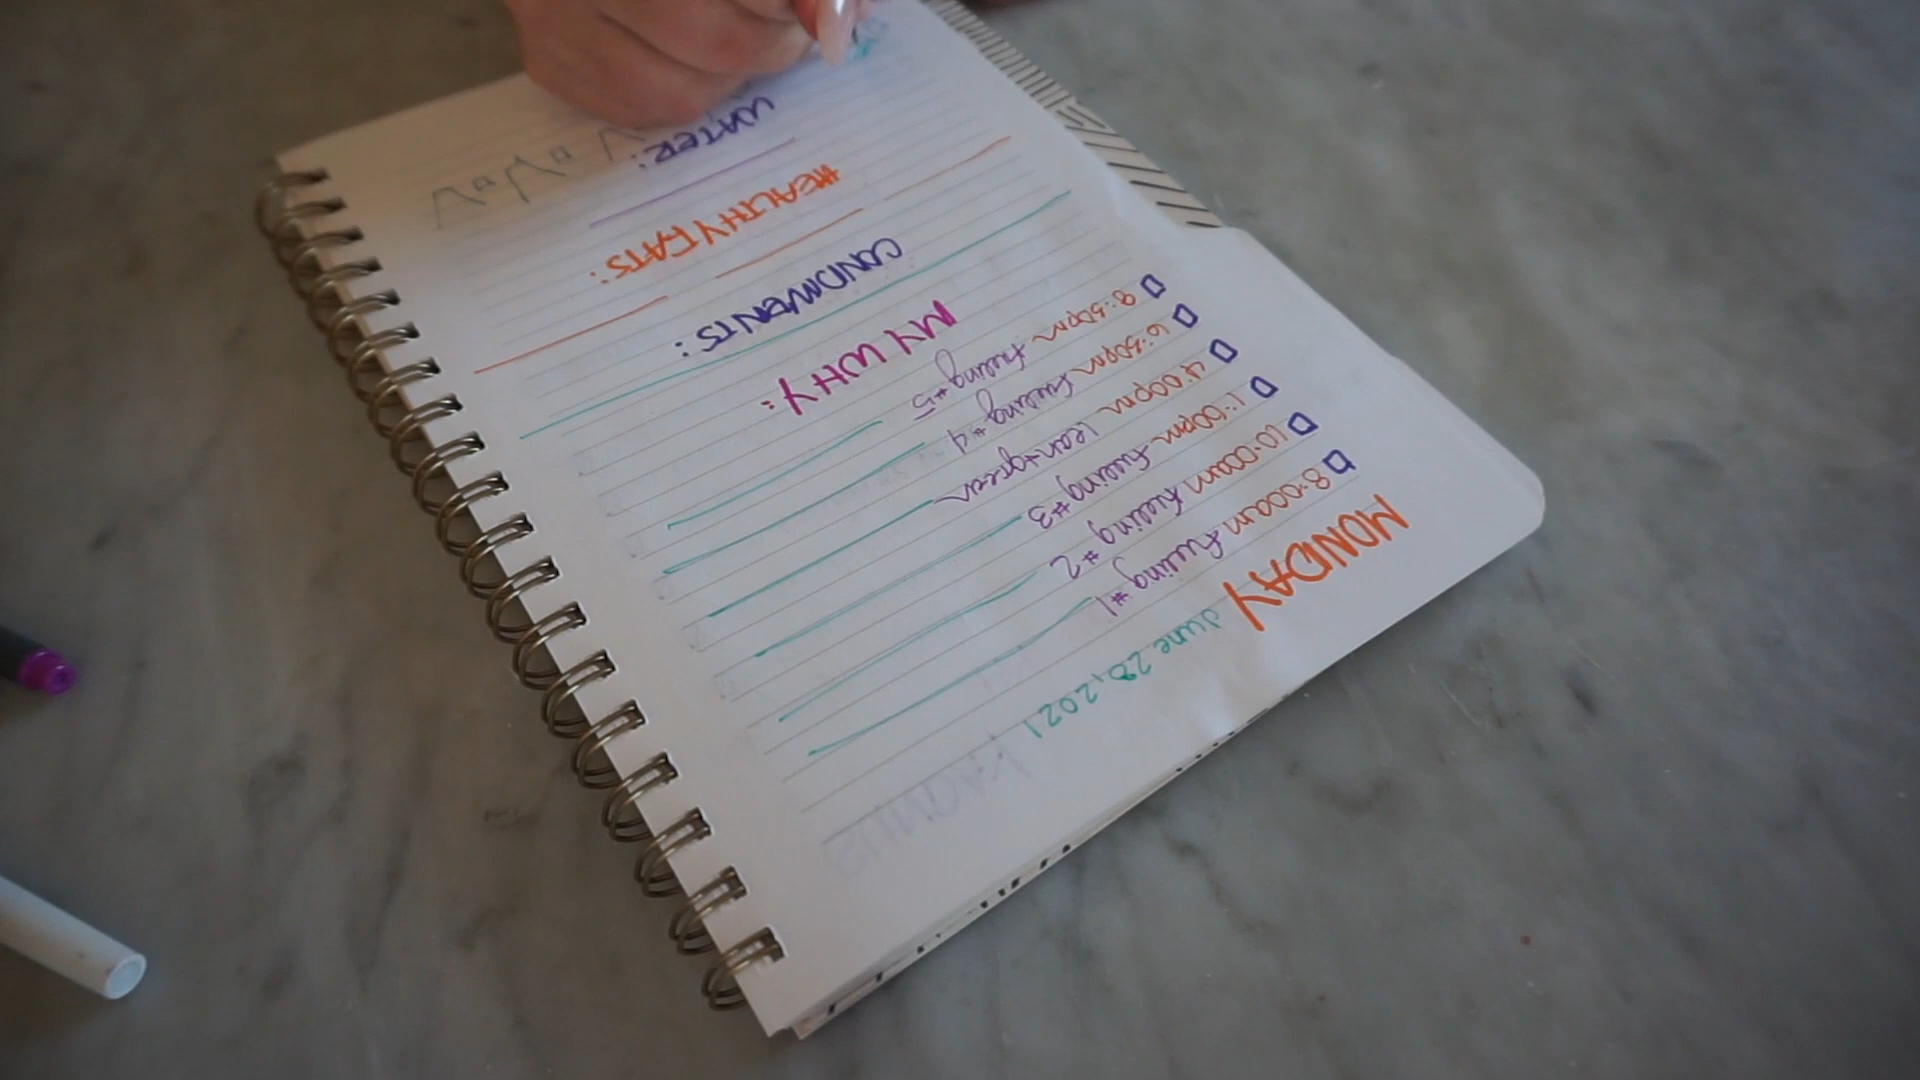 MONDAY June 28, 2021
8:00am fueling #1
10:00am fueling #2
1:00pm fueling #3
4:00pm lean+green
6:30pm fueling #4
8:30pm fueling #5
MY WHY:
CONDIMENTS:
HEALTHY FATS:
WATER: